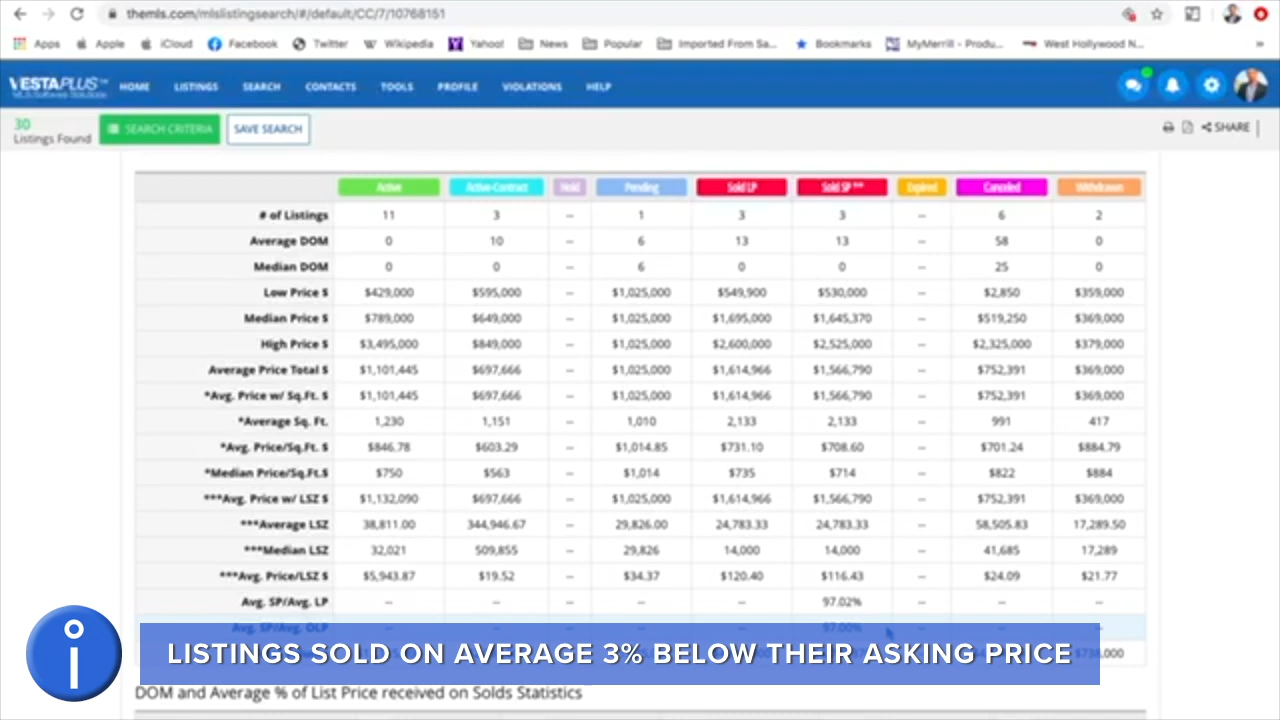 themls.com/mlslistingsearch/#/default/CC/7/10768151
Apps Apple iCloud Facebook Twitter Wikipedia Yahoo! News Popular Imported From Sa... Bookmarks MyMerrill - Produ... West Hollywood N... »
VESTAPLUS™ HOME LISTINGS SEARCH CONTACTS TOOLS PROFILE VIOLATIONS HELP
MLS Software Solutions
30
Listings Found SEARCH CRITERIA SAVE SEARCH SHARE
Active Active-Contract Hold Pending Sold LP Sold SP ** Expired Canceled Withdrawn
# of Listings 11 3 -- 1 3 3 -- 6 2
Average DOM 0 10 -- 6 13 13 -- 58 0
Median DOM 0 0 -- 6 0 0 -- 25 0
Low Price $ $429,000 $595,000 -- $1,025,000 $549,900 $530,000 -- $2,850 $359,000
Median Price $ $789,000 $649,000 -- $1,025,000 $1,695,000 $1,645,370 -- $519,250 $369,000
High Price $ $3,495,000 $849,000 -- $1,025,000 $2,600,000 $2,525,000 -- $2,325,000 $379,000
Average Price Total $ $1,101,445 $697,666 -- $1,025,000 $1,614,966 $1,566,790 -- $752,391 $369,000
*Avg. Price w/ Sq.Ft. $ $1,101,445 $697,666 -- $1,025,000 $1,614,966 $1,566,790 -- $752,391 $369,000
*Average Sq. Ft. 1,230 1,151 -- 1,010 2,133 2,133 -- 991 417
*Avg. Price/Sq.Ft. $ $846.78 $603.29 -- $1,014.85 $731.10 $708.60 -- $701.24 $884.79
*Median Price/Sq.Ft.$ $750 $563 -- $1,014 $735 $714 -- $822 $884
***Avg. Price w/ LSZ $ $1,132,090 $697,666 -- $1,025,000 $1,614,966 $1,566,790 -- $752,391 $369,000
***Average LSZ 38,811.00 344,946.67 -- 29,826.00 24,783.33 24,783.33 -- 58,505.83 17,289.50
***Median LSZ 32,021 509,855 -- 29,826 14,000 14,000 -- 41,685 17,289
***Avg. Price/LSZ $ $5,943.87 $19.52 -- $34.37 $120.40 $116.43 -- $24.09 $21.77
Avg. SP/Avg. LP -- -- -- -- -- 97.02% -- -- --
Avg. SP/Avg. OLP 97.00%
LISTINGS SOLD ON AVERAGE 3% BELOW THEIR ASKING PRICE
DOM and Average % of List Price received on Solds Statistics